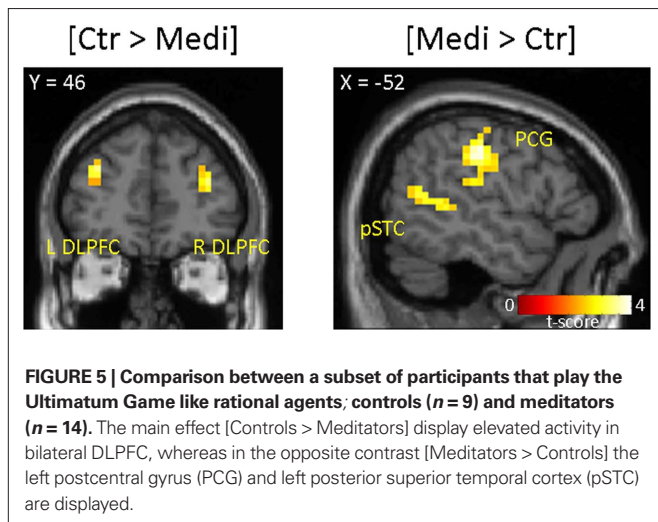 [Ctr > Medi]
[Medi > Ctr]
Y = 46
L DLPFC
R DLPFC
X = -52
PCG
pSTC
0
4
t-score
FIGURE 5 | Comparison between a subset of participants that play the
Ultimatum Game like rational agents; controls (n = 9) and meditators
(n = 14). The main effect [Controls > Meditators] display elevated activity in
bilateral DLPFC, whereas in the opposite contrast [Meditators > Controls] the
left postcentral gyrus (PCG) and left posterior superior temporal cortex (pSTC)
are displayed.